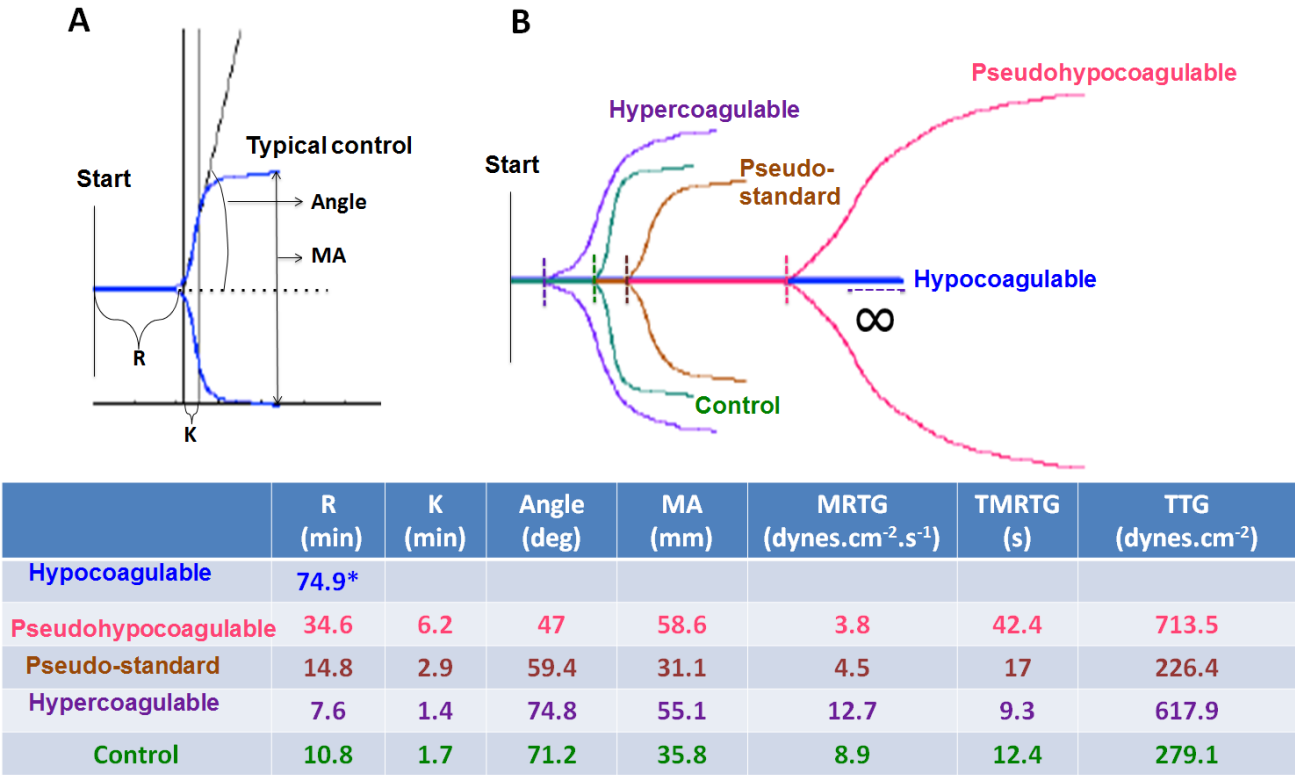 A
Start
Typical control
Angle
MA
R
K
B
Start
Hypercoagulable
Pseudo-
standard
Pseudohypocoagulable
Hypocoagulable
∞
Control
R
(min)
K
(min)
Angle
(deg)
MA
(mm)
MRTG
(dynes.cm-2.s-1)
TMRTG
(s)
TTG
(dynes.cm-2)
Hypocoagulable 74.9*
Pseudohypocoagulable 34.6 6.2 47 58.6 3.8 42.4 713.5
Pseudo-standard 14.8 2.9 59.4 31.1 4.5 17 226.4
Hypercoagulable 7.6 1.4 74.8 55.1 12.7 9.3 617.9
Control 10.8 1.7 71.2 35.8 8.9 12.4 279.1